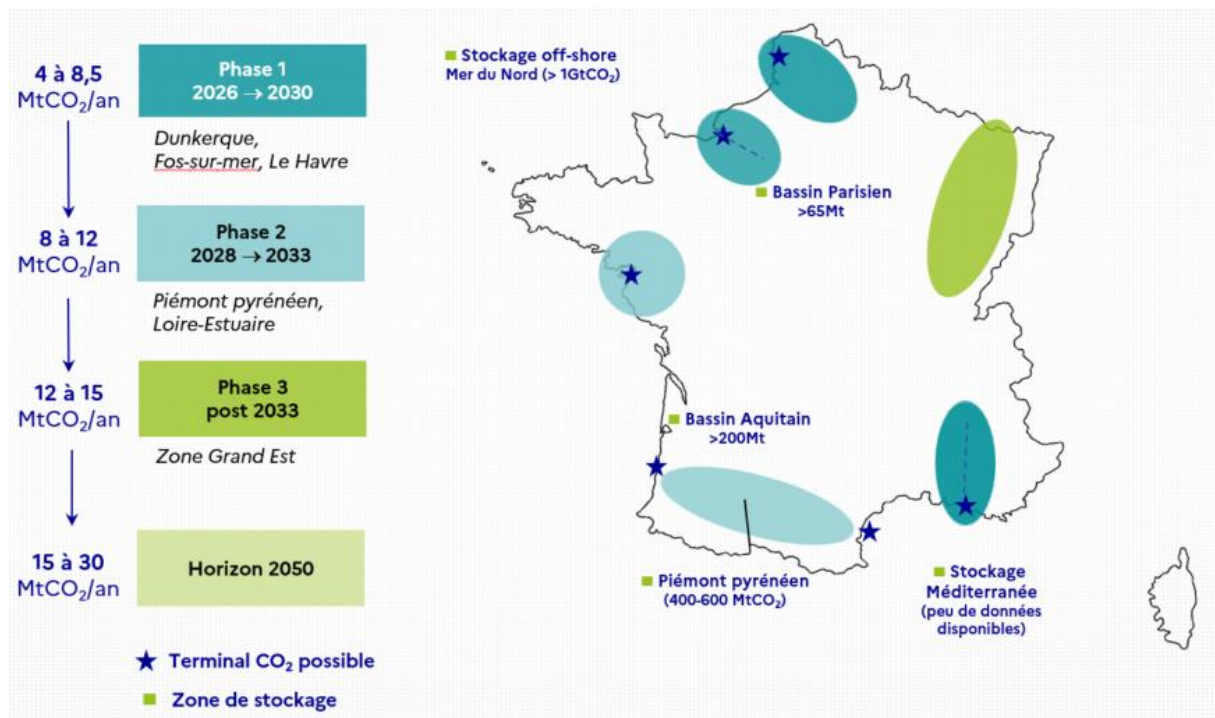 4 à 8,5
MtCO₂/an
Phase 1
2026 → 2030
Dunkerque,
Fos-sur-mer, Le Havre
8 à 12
MtCO₂/an
Phase 2
2028 → 2033
Piémont pyrénéen,
Loire-Estuaire
12 à 15
MtCO₂/an
Phase 3
post 2033
Zone Grand Est
15 à 30
MtCO₂/an
Horizon 2050
Terminal CO₂ possible
Zone de stockage
Stockage off-shore
Mer du Nord (> 1GtCO₂)
Bassin Parisien
>65Mt
Bassin Aquitain
>200Mt
Piémont pyrénéen
(400-600 MtCO₂)
Stockage
Méditerranée
(peu de données
disponibles)